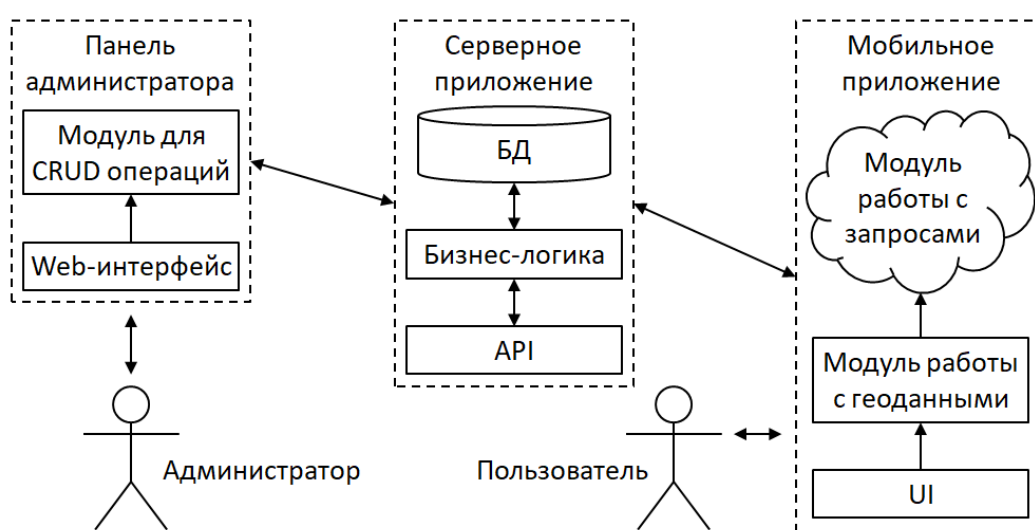 Панель
администратора
Модуль для
CRUD операций
Web-интерфейс
Администратор
Серверное
приложение
БД
Бизнес-логика
API
Пользователь
Мобильное
приложение
Модуль
работы с
запросами
Модуль работы
с геоданными
UI